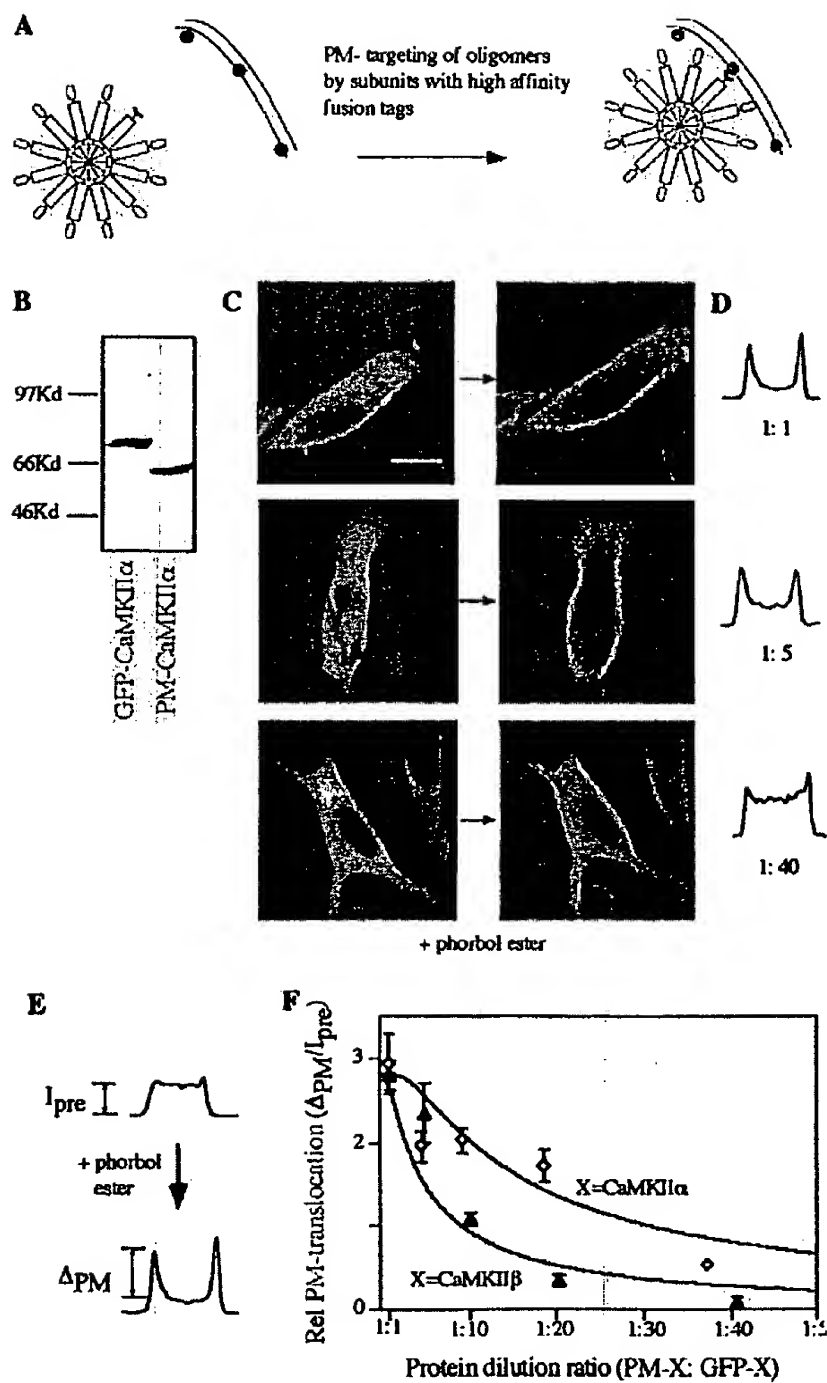 A
PM- targeting of oligomers
by subunits with high affinity
fusion tags
B
C
D
97Kd
66Kd
46Kd
GFP-CaMKIIα
PM-CaMKIIα
1: 1
1: 5
1: 40
+ phorbol ester
E
F
Ipre
+ phorbol
ester
ΔPM
Rel PM-translocation (ΔPM/Ipre)
3
2
0
X=CaMKIIα
X=CaMKIIβ
1:1
1:10
1:20
1:30
1:40
Protein dilution ratio (PM-X: GFP-X)